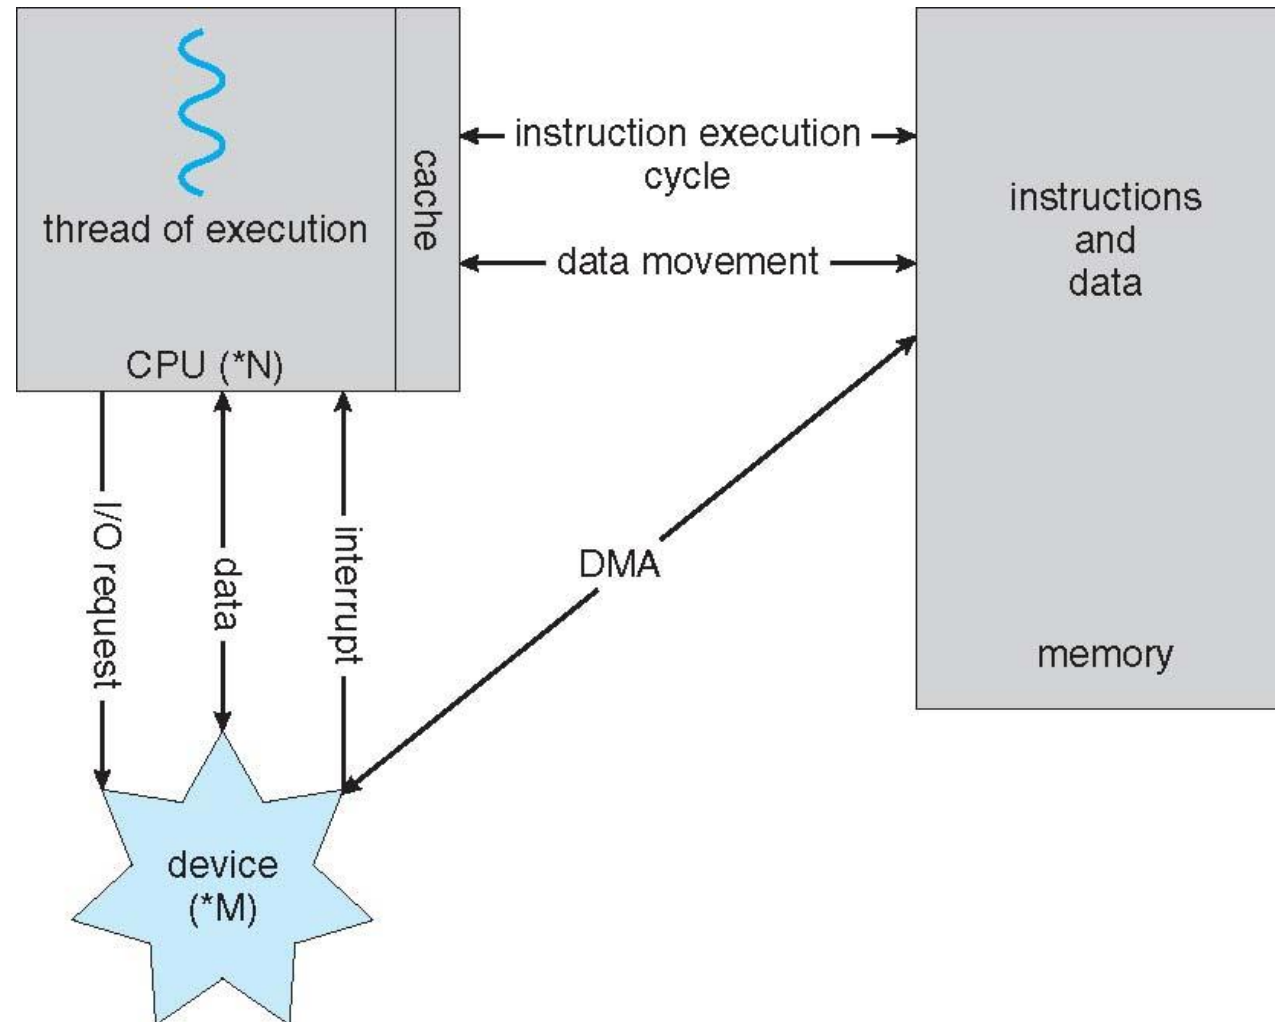 thread of execution
CPU (*N)
cache
instruction execution
cycle
data movement
instructions
and
data
memory
I/O request
data
interrupt
DMA
device
(*M)